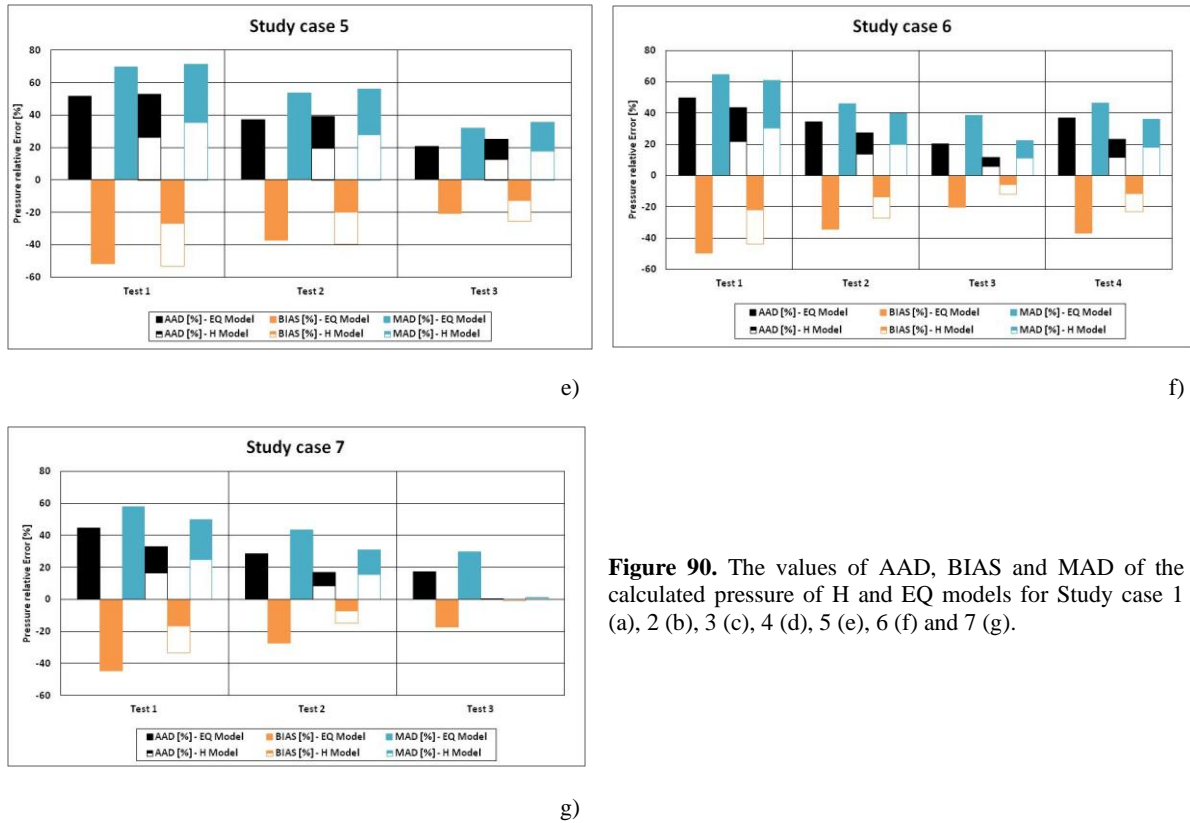 Study case 5
80
60
40
20
0
-20
-40
-60
Pressure relative Error [%]
Test 1 Test 2 Test 3
AAD [%] - EQ Model BIAS [%] - EQ Model MAD [%] - EQ Model
AAD [%] - H Model BIAS [%] - H Model MAD [%] - H Model
e)
Study case 6
80
60
40
20
0
-20
-40
-60
Pressure relative Error [%]
Test 1 Test 2 Test 3 Test 4
AAD [%] - EQ Model BIAS [%] - EQ Model MAD [%] - EQ Model
AAD [%] - H Model BIAS [%] - H Model MAD [%] - H Model
f)
Study case 7
80
60
40
20
0
-20
-40
-60
Pressure relative Error [%]
Test 1 Test 2 Test 3
AAD [%] - EQ Model BIAS [%] - EQ Model MAD [%] - EQ Model
AAD [%] - H Model BIAS [%] - H Model MAD [%] - H Model
g)
Figure 90. The values of AAD, BIAS and MAD of the
calculated pressure of H and EQ models for Study case 1
(a), 2 (b), 3 (c), 4 (d), 5 (e), 6 (f) and 7 (g).